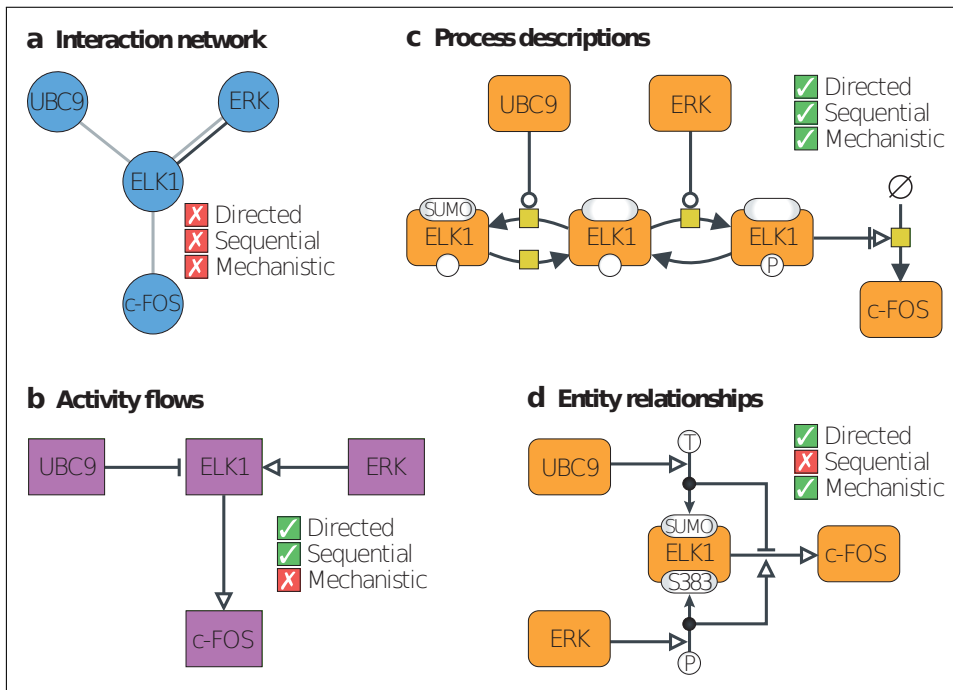 a Interaction network
UBC9
ERK
ELK1
✗ Directed
✗ Sequential
✗ Mechanistic
c-FOS
b Activity flows
UBC9
ELK1
ERK
✓ Directed
✓ Sequential
✗ Mechanistic
c-FOS
c Process descriptions
UBC9
ERK
✓ Directed
✓ Sequential
✓ Mechanistic
∅
SUMO
ELK1
ELK1
ELK1
P
c-FOS
d Entity relationships
T
UBC9
✓ Directed
✗ Sequential
✓ Mechanistic
SUMO
ELK1
S383
c-FOS
ERK
P